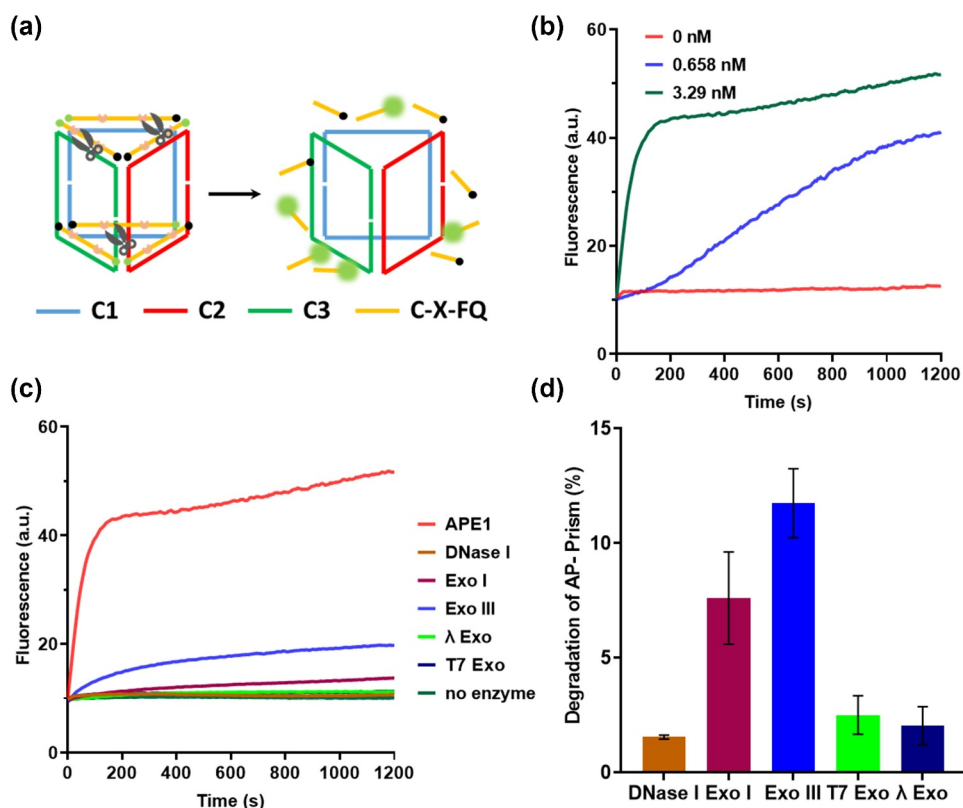 (a)
C1 C2 C3 C-X-FQ
(b)
60
40
20
0
Fluorescence (a.u.)
0 nM
0.658 nM
3.29 nM
0 200 400 600 800 1000 1200
Time (s)
(c)
60
40
20
0
Fluorescence (a.u.)
APE1
DNase I
Exo I
Exo III
λ Exo
T7 Exo
no enzyme
0 200 400 600 800 1000 1200
Time (s)
(d)
15
10
5
0
Degradation of AP- Prism (%)
DNase I Exo I Exo III T7 Exo λ Exo